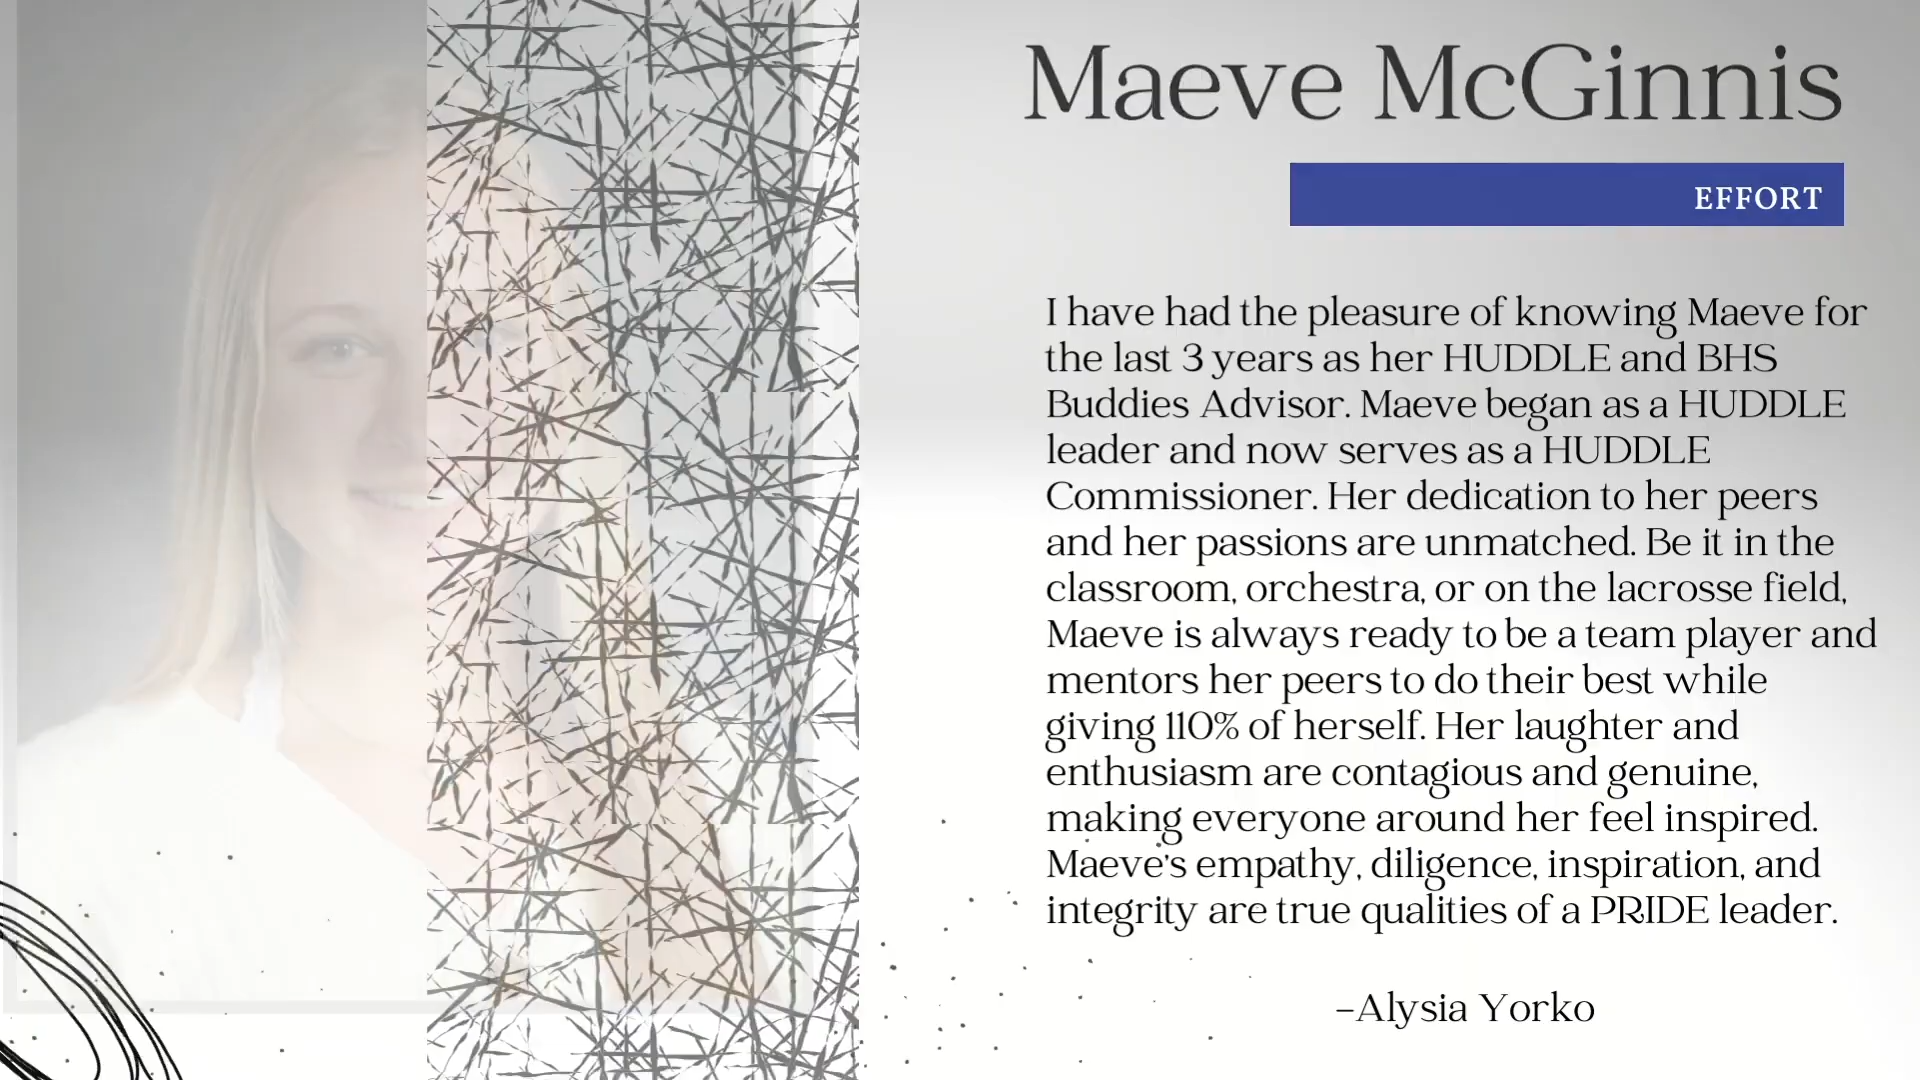 Maeve McGinnis
EFFORT
I have had the pleasure of knowing Maeve for
the last 3 years as her HUDDLE and BHS
Buddies Advisor. Maeve began as a HUDDLE
leader and now serves as a HUDDLE
Commissioner. Her dedication to her peers
and her passions are unmatched. Be it in the
classroom, orchestra, or on the lacrosse field,
Maeve is always ready to be a team player and
mentors her peers to do their best while
giving 110% of herself. Her laughter and
enthusiasm are contagious and genuine,
making everyone around her feel inspired.
Maeve's empathy, diligence, inspiration, and
integrity are true qualities of a PRIDE leader.
–Alysia Yorko